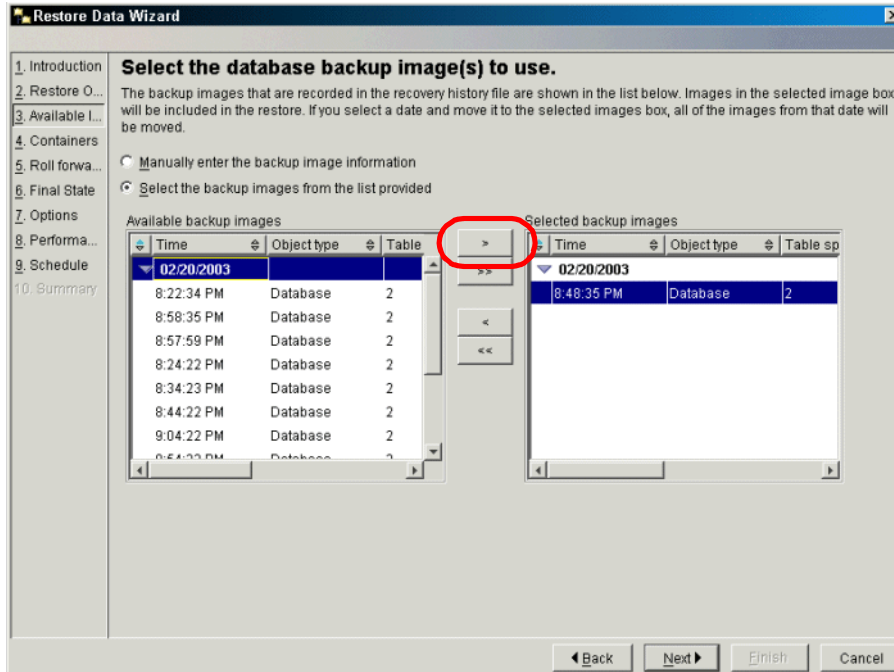 Restore Data Wizard
1. Introduction
2. Restore O...
3. Available I...
4. Containers
5. Roll forwa...
6. Final State
7. Options
8. Performa...
9. Schedule
10. Summary
Select the database backup image(s) to use.
The backup images that are recorded in the recovery history file are shown in the list below. Images in the selected image box
will be included in the restore. If you select a date and move it to the selected images box, all of the images from that date will
be moved.
Manually enter the backup image information
Select the backup images from the list provided
Available backup images
Time Object type Table
02/20/2003
8:22:34 PM Database 2
8:58:35 PM Database 2
8:57:59 PM Database 2
8:24:22 PM Database 2
8:34:23 PM Database 2
8:44:22 PM Database 2
9:04:22 PM Database 2
>
>>
<
<<
Selected backup images
Time Object type Table sp
02/20/2003
8:48:35 PM Database 2
Back Next Finish Cancel